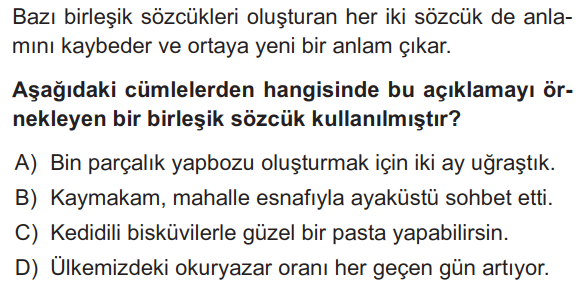 Bazı birleşik sözcükleri oluşturan her iki sözcük de anla-
mını kaybeder ve ortaya yeni bir anlam çıkar.
Aşağıdaki cümlelerden hangisinde bu açıklamayı ör-
nekleyen bir birleşik sözcük kullanılmıştır?
A) Bin parçalık yapbozu oluşturmak için iki ay uğraştık.
B) Kaymakam, mahalle esnafıyla ayaküstü sohbet etti.
C) Kedidili bisküvilerle güzel bir pasta yapabilirsin.
D) Ülkemizdeki okuryazar oranı her geçen gün artıyor.